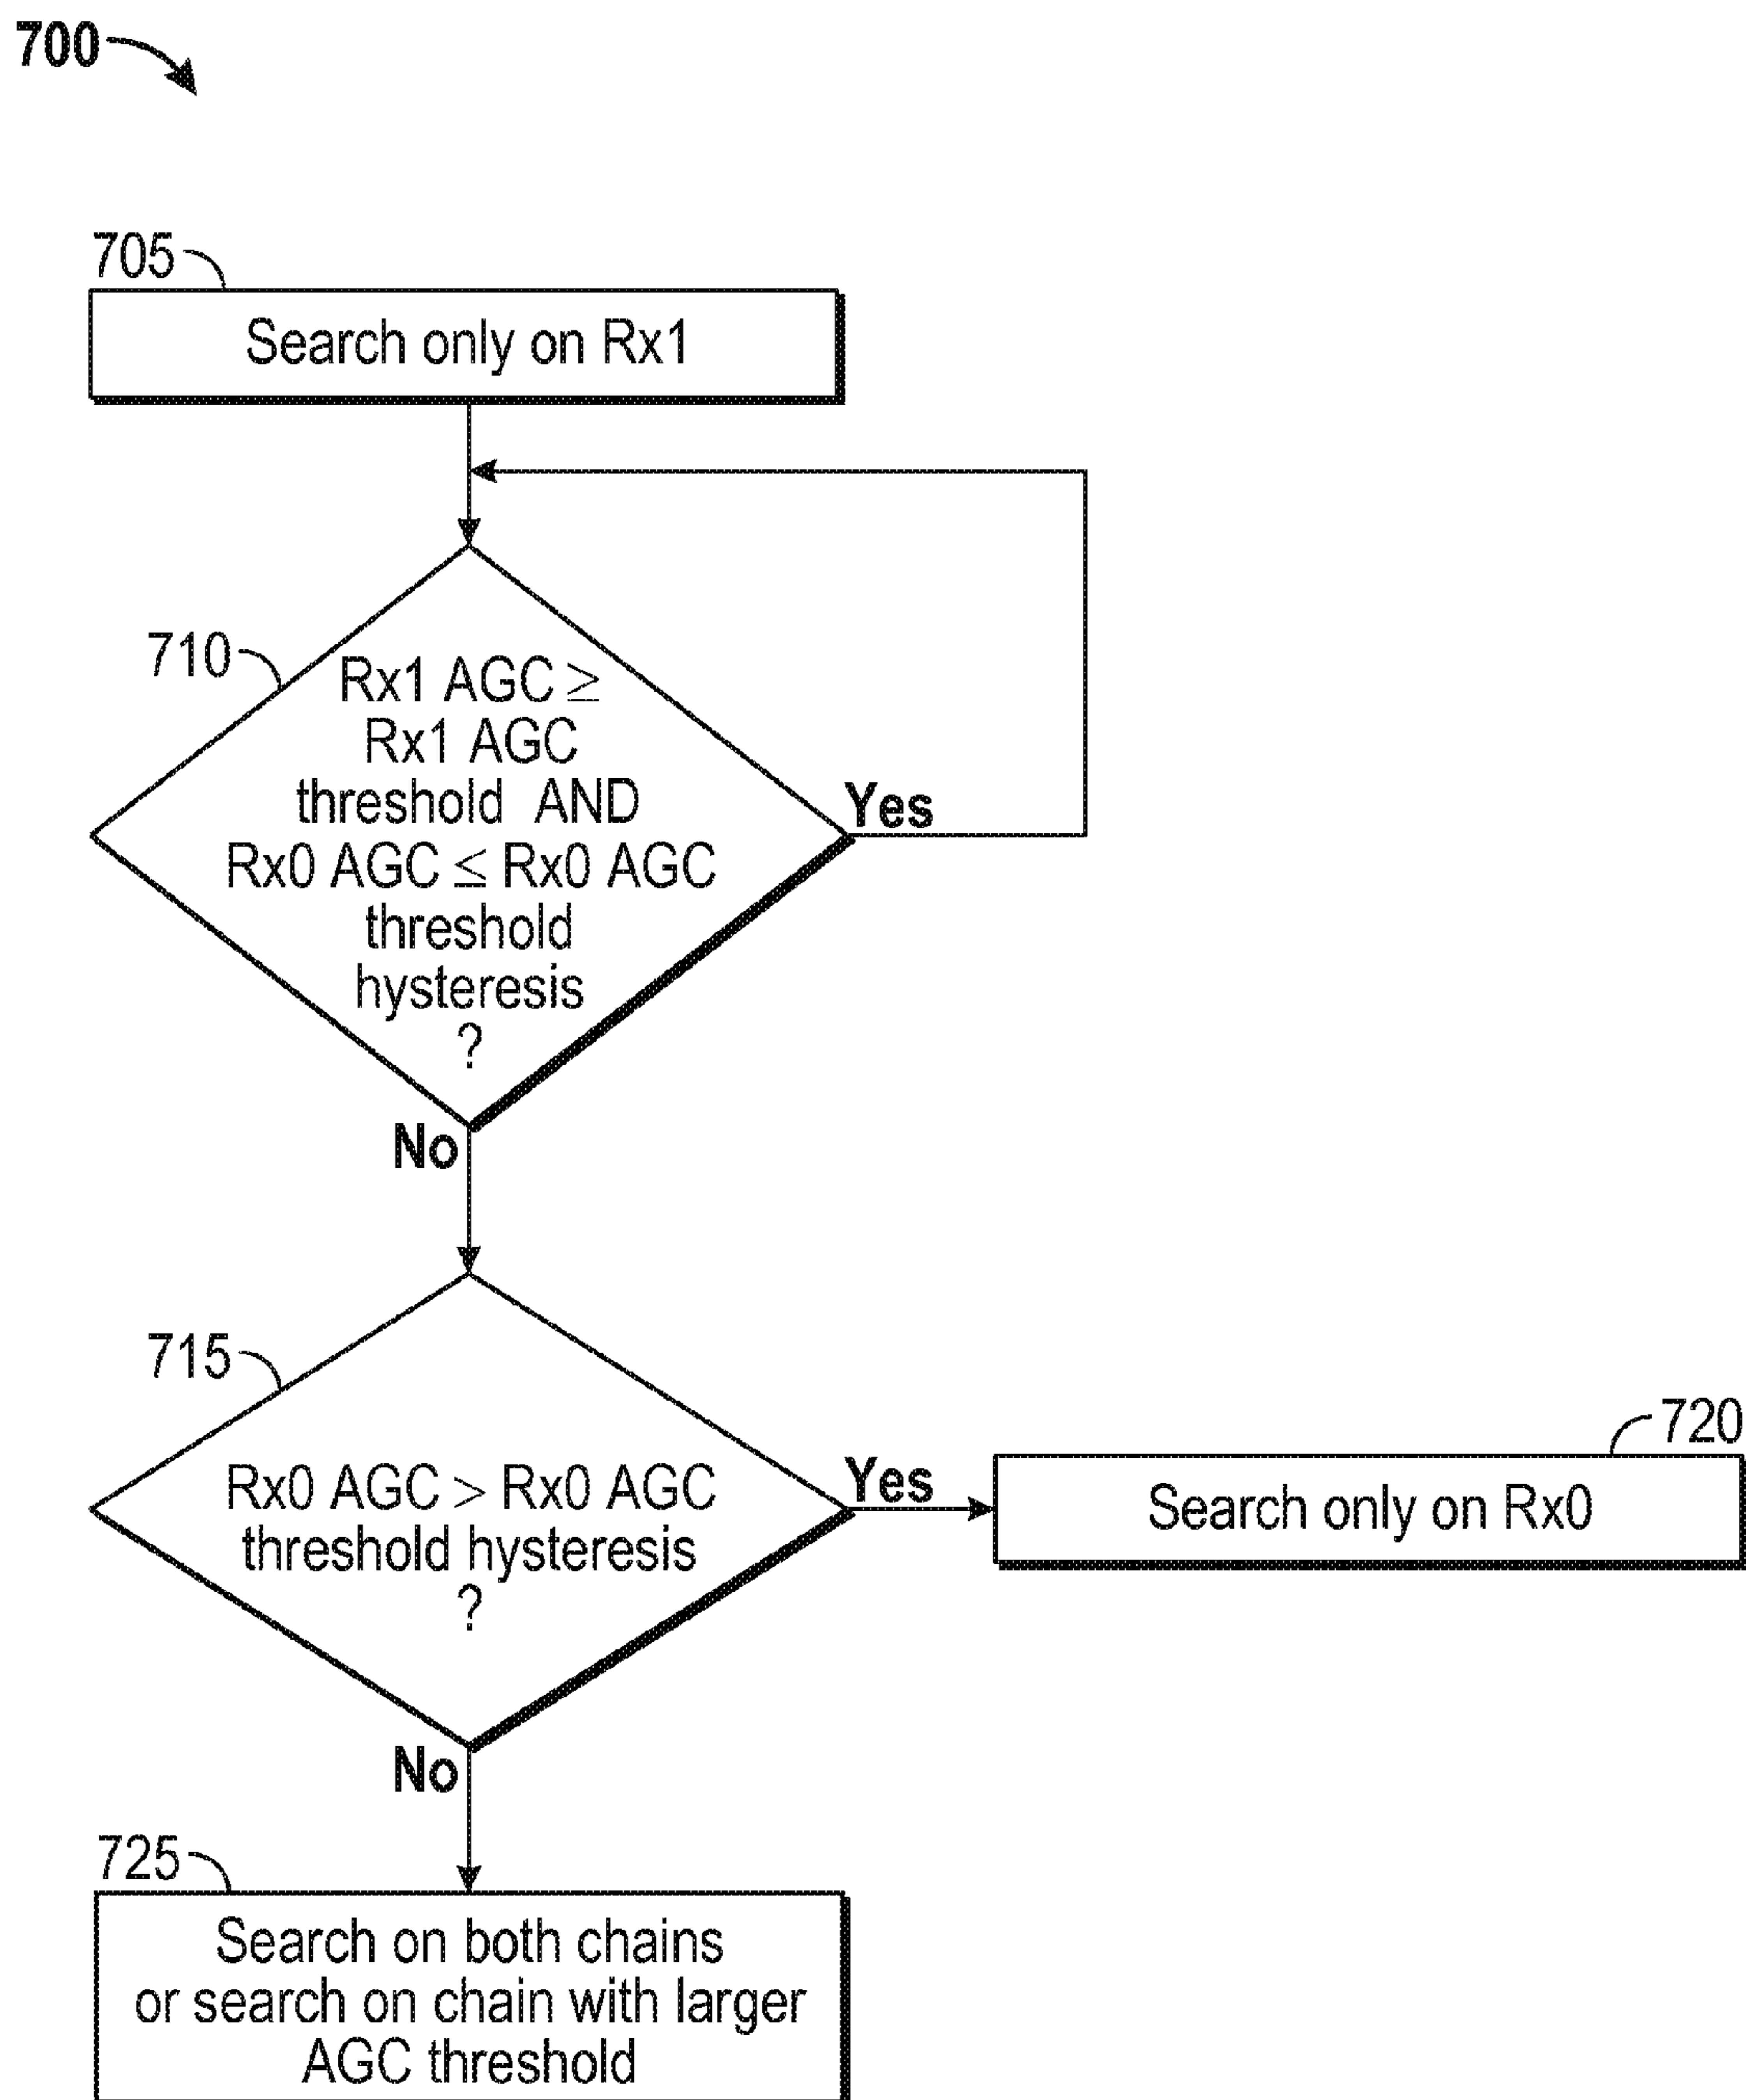 700
705
Search only on Rx1
710
Rx1 AGC ≥
Rx1 AGC
threshold AND
Rx0 AGC ≤ Rx0 AGC
threshold
hysteresis
?
Yes
No
715
Rx0 AGC > Rx0 AGC
threshold hysteresis
?
Yes
720
Search only on Rx0
No
725
Search on both chains
or search on chain with larger
AGC threshold